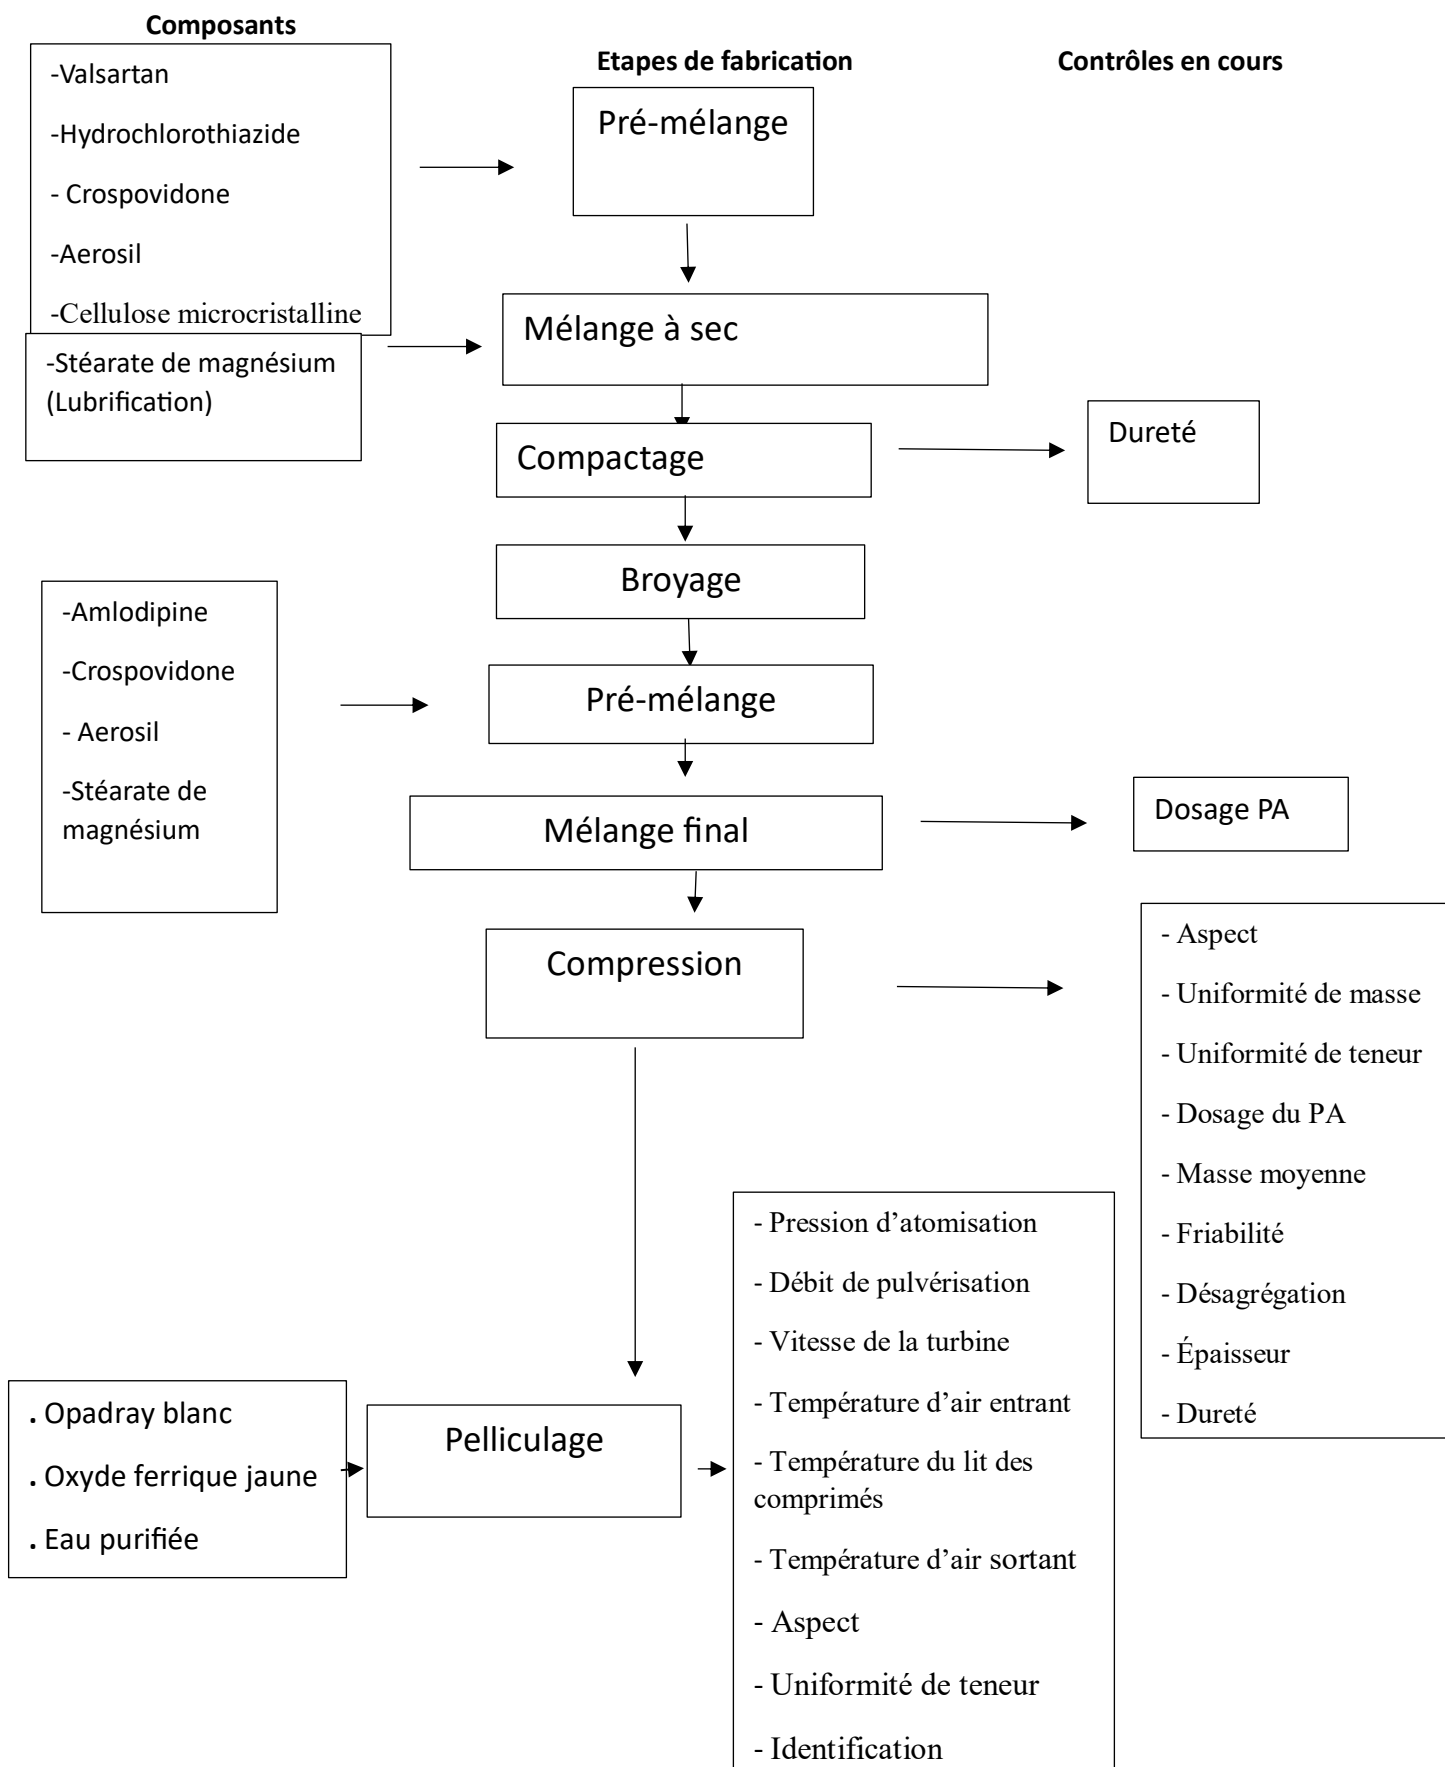 Composants
Etapes de fabrication
Contrôles en cours
-Valsartan
-Hydrochlorothiazide
- Crospovidone
-Aerosil
-Cellulose microcristalline
Pré-mélange
-Stéarate de magnésium
(Lubrification)
Mélange à sec
Compactage
Dureté
Broyage
-Amlodipine
-Crospovidone
- Aerosil
-Stéarate de
magnésium
Pré-mélange
Mélange final
Dosage PA
Compression
- Aspect
- Uniformité de masse
- Uniformité de teneur
- Dosage du PA
- Masse moyenne
- Friabilité
- Désagrégation
- Épaisseur
- Dureté
. Opadray blanc
. Oxyde ferrique jaune
. Eau purifiée
Pelliculage
- Pression d’atomisation
- Débit de pulvérisation
- Vitesse de la turbine
- Température d’air entrant
- Température du lit des
comprimés
- Température d’air sortant
- Aspect
- Uniformité de teneur
- Identification